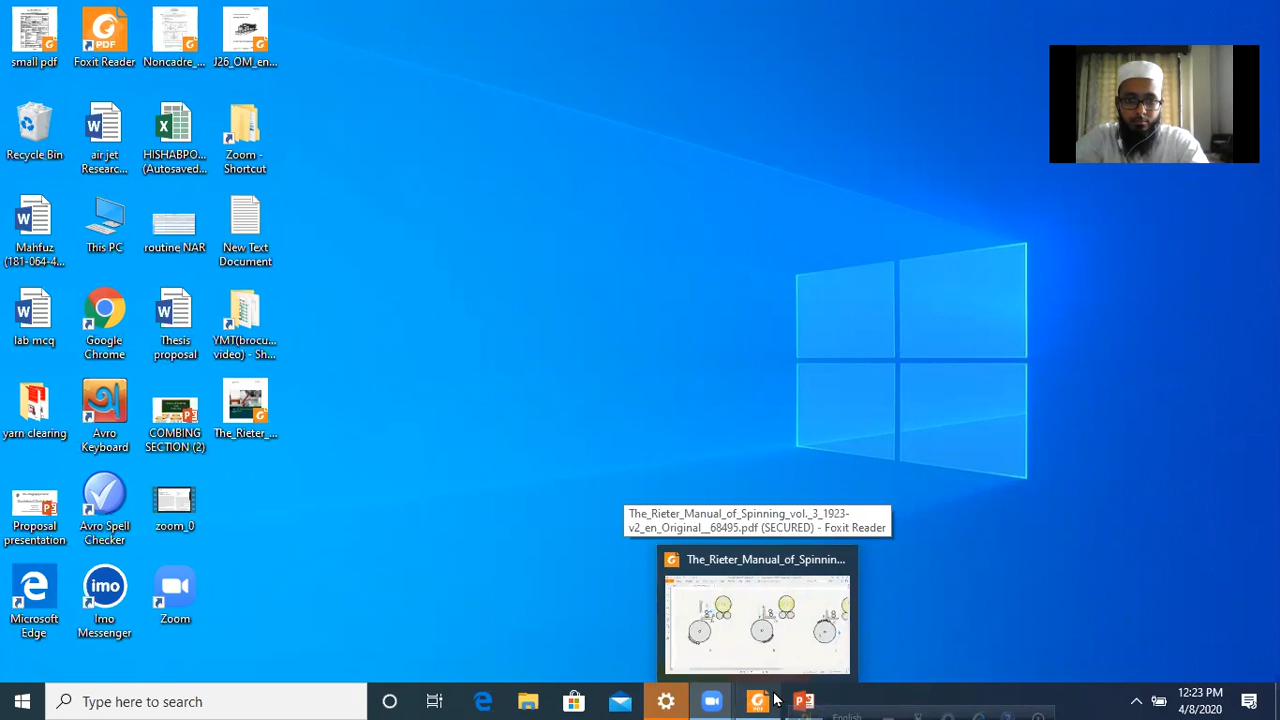 small pdf
Foxit Reader
Noncadre_...
J26_OM_en...
Recycle Bin
air jet
Researc...
HISHABPO...
(Autosaved...
Zoom -
Shortcut
Mahfuz
(181-064-4...
This PC
routine NAR
New Text
Document
lab mcq
Google
Chrome
Thesis
proposal
YMT(brocu...
video) - Sh...
yarn clearing
Avro
Keyboard
COMBING
SECTION (2)
The_Rieter_...
Proposal
presentation
Avro Spell
Checker
zoom_0
Microsoft
Edge
imo
Imo
Messenger
Zoom
The_Rieter_Manual_of_Spinning_vol._3_1923-
v2_en_Original__68495.pdf (SECURED) - Foxit Reader
The_Rieter_Manual_of_Spinnin...
Type here to search
English
12:23 PM
4/8/2020